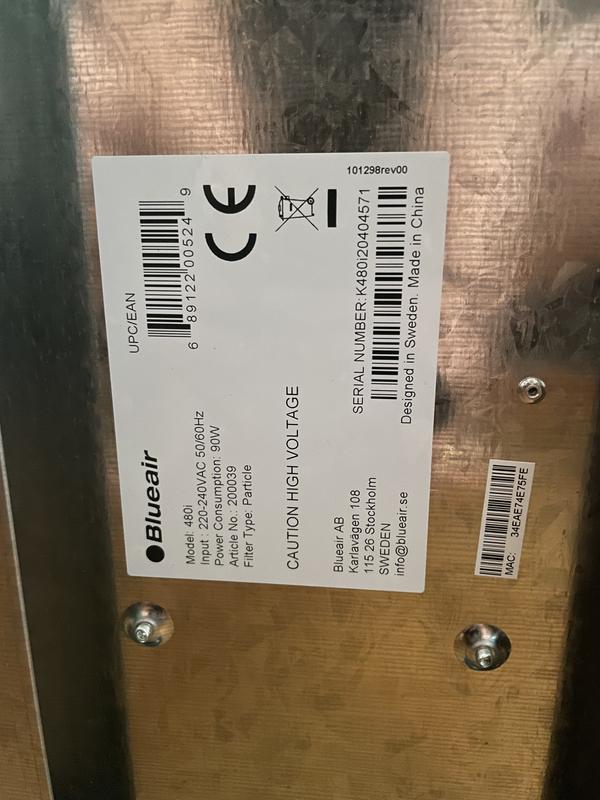 Blueair
Model: 480i
Input : 220-240VAC 50/60Hz
Power Consumption: 90W
Article No.: 200039
Filter Type: Particle
UPC/EAN
6 89122 00524 9
CE
CAUTION HIGH VOLTAGE
Blueair AB
Karlavägen 108
115 26 Stockholm
SWEDEN
info@blueair.se
101298rev00
SERIAL NUMBER:K480i20404571
Designed in Sweden. Made in China
MAC: 34EAE74E75FE